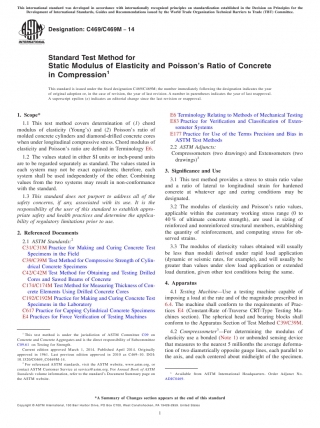 This international standard was developed in accordance with internationally recognized principles on standardization established in the Decision on Principles for the
Development of International Standards, Guides and Recommendations issued by the World Trade Organization Technical Barriers to Trade (TBT) Committee.
Designation: C469/C469M – 14
INTERNATIONAL
Standard Test Method for
Static Modulus of Elasticity and Poisson’s Ratio of Concrete
in Compression1
This standard is issued under the fixed designation C469/C469M; the number immediately following the designation indicates the year
of original adoption or, in the case of revision, the year of last revision. A number in parentheses indicates the year of last reapproval.
A superscript epsilon (ε) indicates an editorial change since the last revision or reapproval.
1. Scope*
1.1 This test method covers determination of (1) chord
modulus of elasticity (Young’s) and (2) Poisson’s ratio of
molded concrete cylinders and diamond-drilled concrete cores
when under longitudinal compressive stress. Chord modulus of
elasticity and Poisson’s ratio are defined in Terminology E6.
1.2 The values stated in either SI units or inch-pound units
are to be regarded separately as standard. The values stated in
each system may not be exact equivalents; therefore, each
system shall be used independently of the other. Combining
values from the two systems may result in non-conformance
with the standard.
1.3 This standard does not purport to address all of the
safety concerns, if any, associated with its use. It is the
responsibility of the user of this standard to establish appro-
priate safety and health practices and determine the applica-
bility of regulatory limitations prior to use.
2. Referenced Documents
2.1 ASTM Standards:2
C31/C31M Practice for Making and Curing Concrete Test
Specimens in the Field
C39/C39M Test Method for Compressive Strength of Cylin-
drical Concrete Specimens
C42/C42M Test Method for Obtaining and Testing Drilled
Cores and Sawed Beams of Concrete
C174/C174M Test Method for Measuring Thickness of Con-
crete Elements Using Drilled Concrete Cores
C192/C192M Practice for Making and Curing Concrete Test
Specimens in the Laboratory
C617 Practice for Capping Cylindrical Concrete Specimens
E4 Practices for Force Verification of Testing Machines
1 This test method is under the jurisdiction of ASTM Committee C09 on
Concrete and Concrete Aggregates and is the direct responsibility of Subcommittee
C09.61 on Testing for Strength.
Current edition approved March 1, 2014. Published April 2014. Originally
approved in 1961. Last previous edition approved in 2010 as C469–10. DOI:
10.1520/C0469_C0469M-14.
2 For referenced ASTM standards, visit the ASTM website, www.astm.org, or
contact ASTM Customer Service at service@astm.org. For Annual Book of ASTM
Standards volume information, refer to the standard’s Document Summary page on
the ASTM website.
E6 Terminology Relating to Methods of Mechanical Testing
E83 Practice for Verification and Classification of Exten-
someter Systems
E177 Practice for Use of the Terms Precision and Bias in
ASTM Test Methods
2.2 ASTM Adjuncts:
Compressometers (two drawings) and Extensometers (two
drawings)3
3. Significance and Use
3.1 This test method provides a stress to strain ratio value
and a ratio of lateral to longitudinal strain for hardened
concrete at whatever age and curing conditions may be
designated.
3.2 The modulus of elasticity and Poisson’s ratio values,
applicable within the customary working stress range (0 to
40 % of ultimate concrete strength), are used in sizing of
reinforced and nonreinforced structural members, establishing
the quantity of reinforcement, and computing stress for ob-
served strains.
3.3 The modulus of elasticity values obtained will usually
be less than moduli derived under rapid load application
(dynamic or seismic rates, for example), and will usually be
greater than values under slow load application or extended
load duration, given other test conditions being the same.
4. Apparatus
4.1 Testing Machine—Use a testing machine capable of
imposing a load at the rate and of the magnitude prescribed in
6.4. The machine shall conform to the requirements of Prac-
tices E4 (Constant-Rate of-Traverse CRT-Type Testing Ma-
chines section). The spherical head and bearing blocks shall
conform to the Apparatus Section of Test Method C39/C39M.
4.2 Compressometer3—For determining the modulus of
elasticity use a bonded (Note 1) or unbonded sensing device
that measures to the nearest 5 millionths the average deforma-
tion of two diametrically opposite gauge lines, each parallel to
the axis, and each centered about midheight of the specimen.
3 Available from ASTM International Headquarters. Order Adjunct No.
ADJC0469.
*A Summary of Changes section appears at the end of this standard
Copyright © ASTM International, 100 Barr Harbor Drive, PO Box C700, West Conshohocken, PA 19428-2959. United States
1